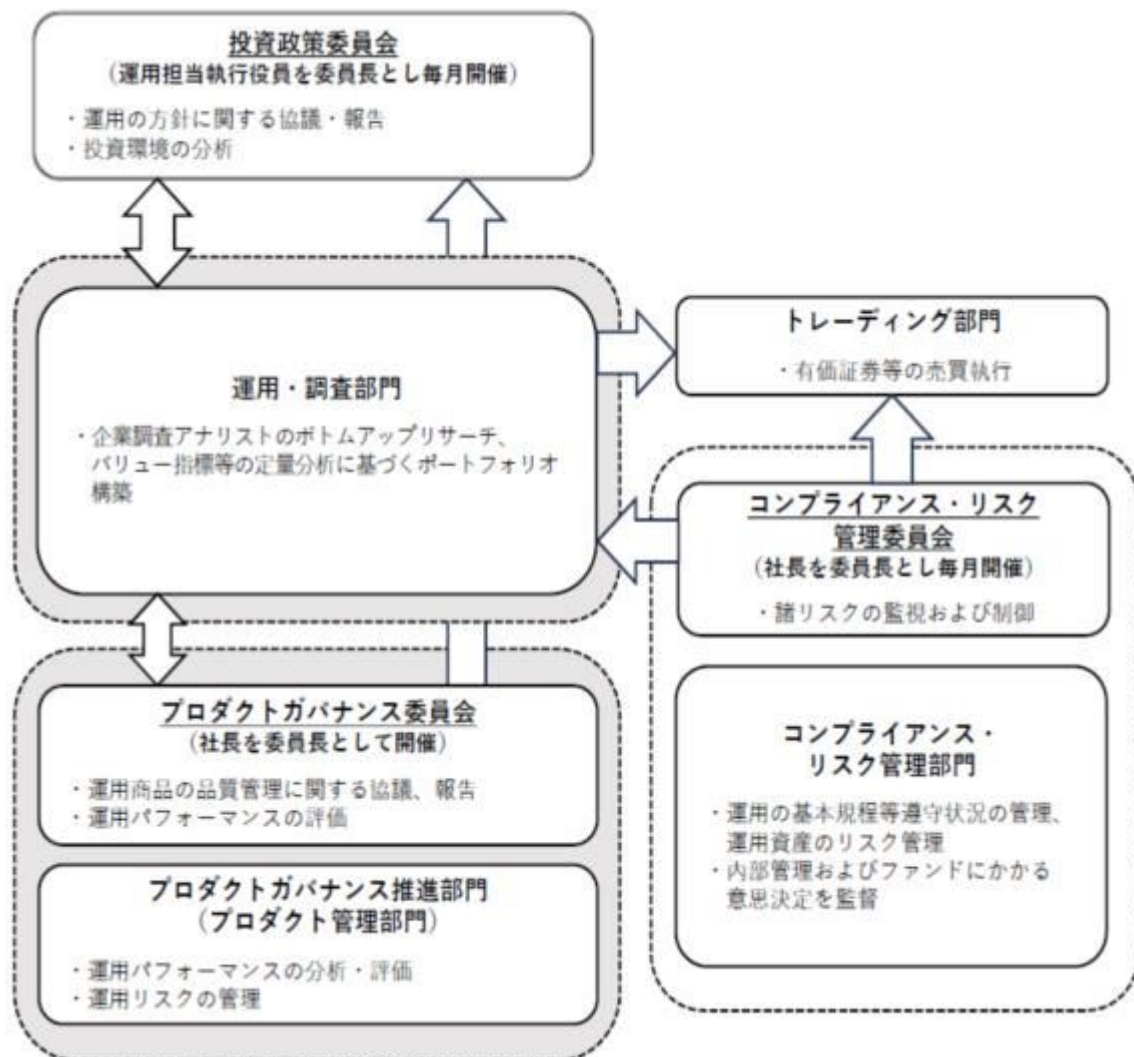 投資政策委員会
（運用担当執行役員を委員長とし毎月開催）
・運用の方針に関する協議・報告
・投資環境の分析
運用・調査部門
・企業調査アナリストのボトムアップリサーチ、
バリュー指標等の定量分析に基づくポートフォリオ
構築
トレーディング部門
・有価証券等の売買執行
コンプライアンス・リスク
管理委員会
（社長を委員長とし毎月開催）
・諸リスクの監視および制御
プロダクトガバナンス委員会
（社長を委員長として開催）
・運用商品の品質管理に関する協議、報告
・運用パフォーマンスの評価
プロダクトガバナンス推進部門
（プロダクト管理部門）
・運用パフォーマンスの分析・評価
・運用リスクの管理
コンプライアンス・
リスク管理部門
・運用の基本規程等遵守状況の管理、
運用資産のリスク管理
・内部管理およびファンドにかかる
意思決定を監督